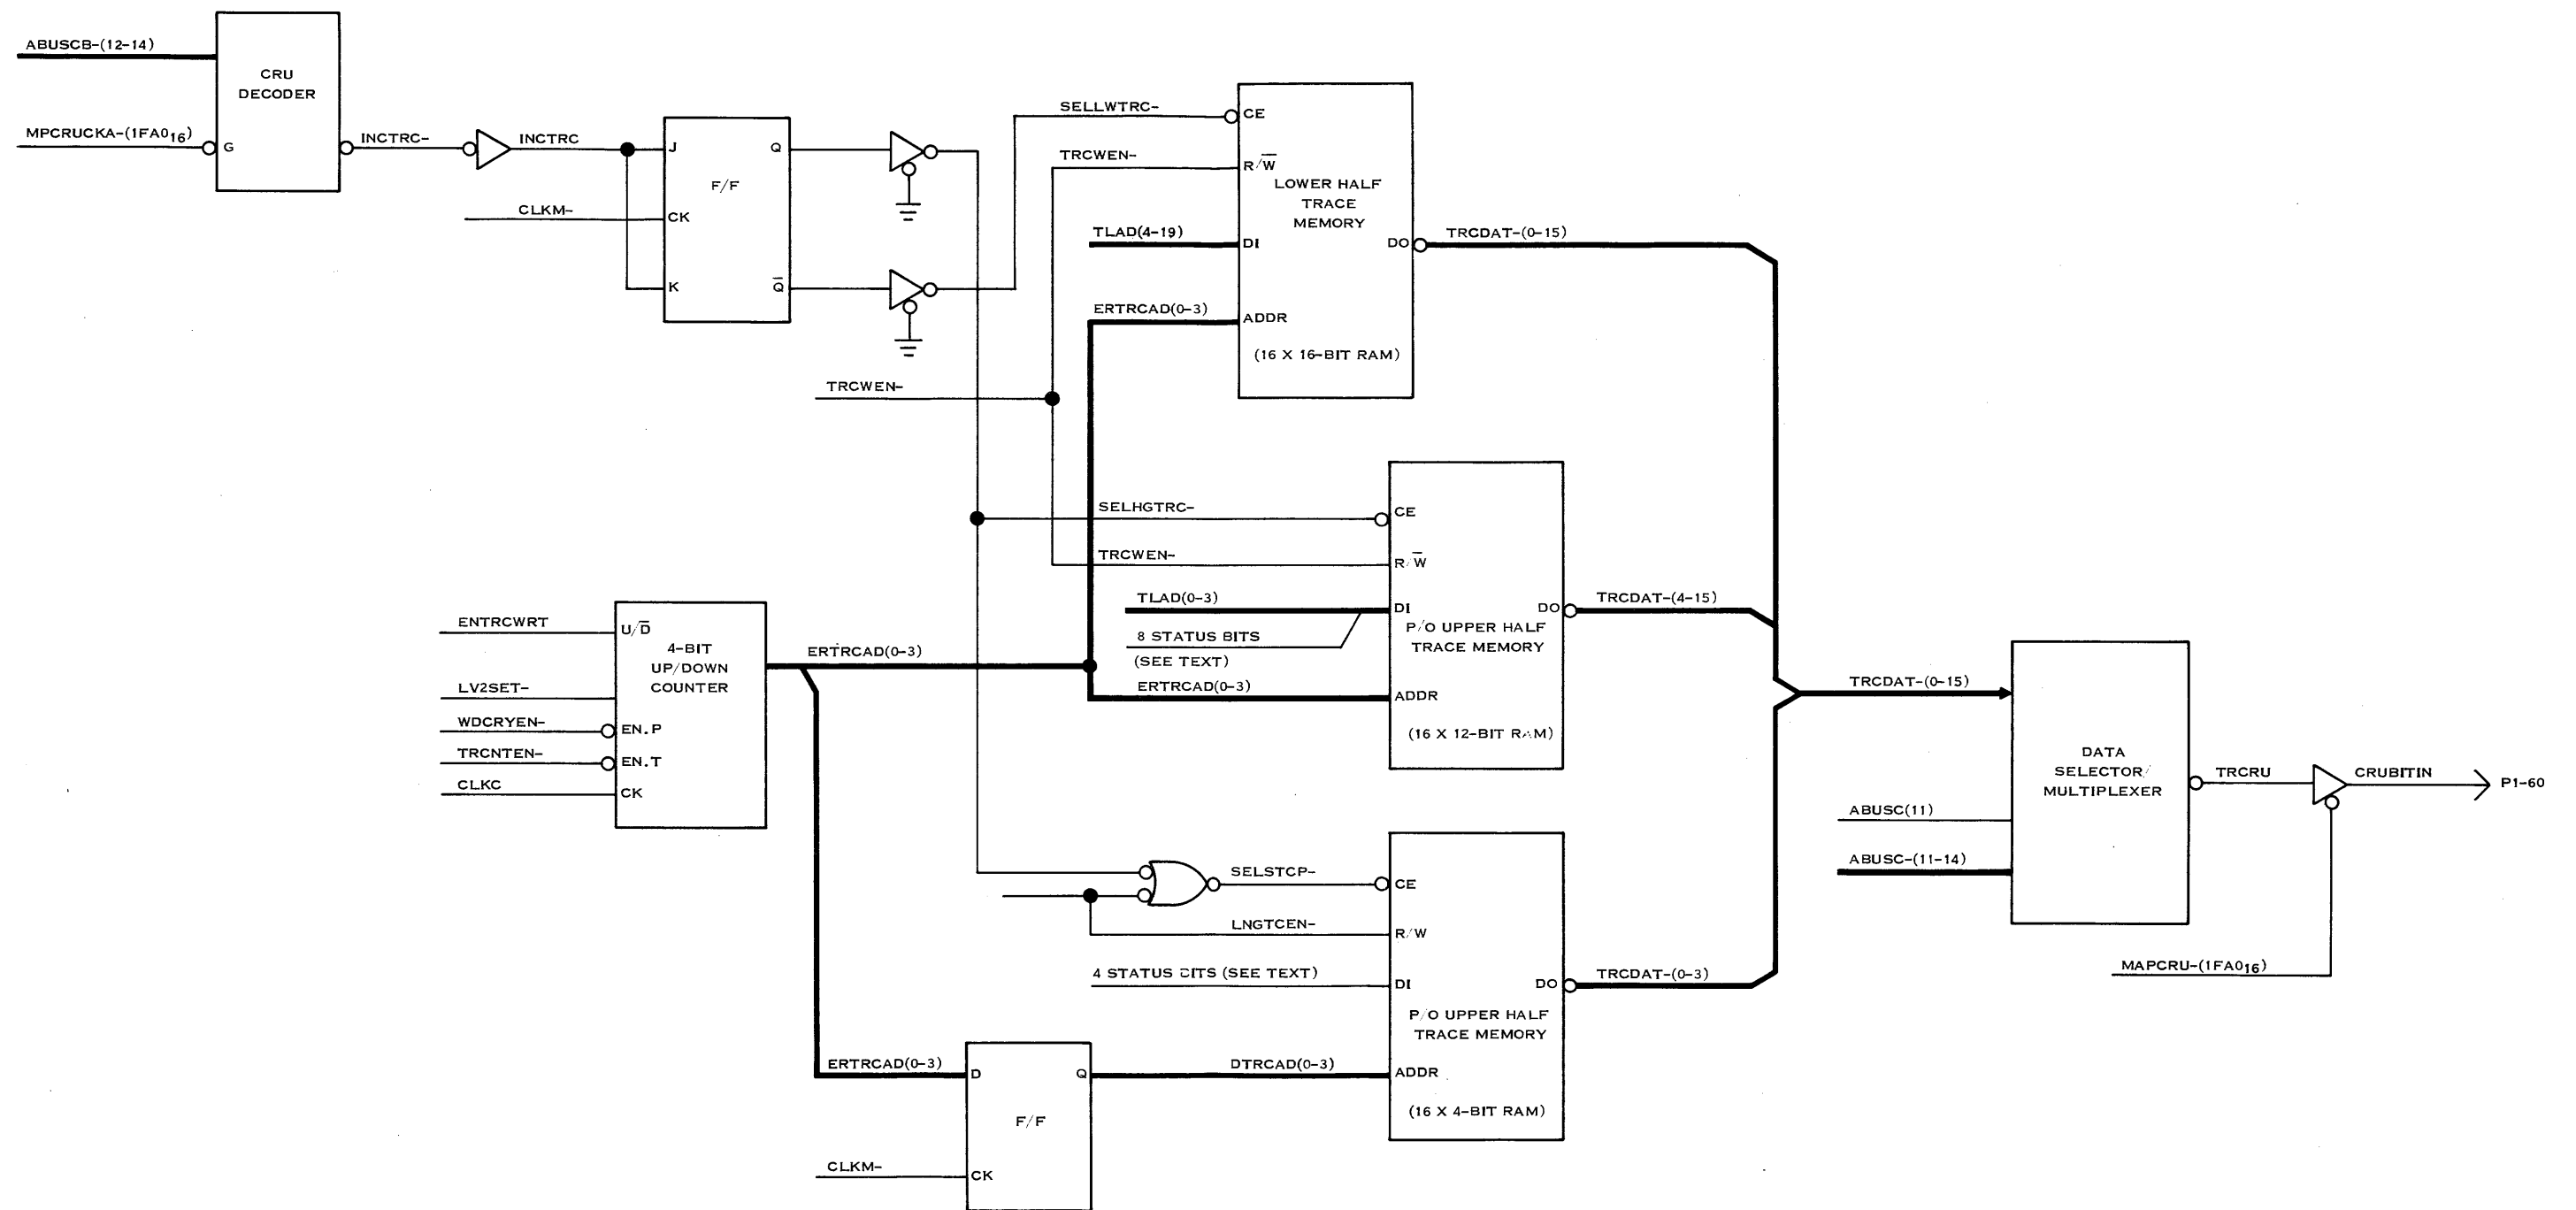 ABUSCB-(12-14)
CRU
DECODER
MPCRUCKA-(1FA0₁₆)
G
INCTRC-
INCTRC
J
Q
F/F
CLKM-
CK
K
Q̅
SELLWTRC-
CE
TRCWEN-
R/W̅
LOWER HALF
TRACE
MEMORY
TLAD(4-19)
DI
DO
TRCDAT-(0-15)
ERTRCAD(0-3)
ADDR
(16 X 16-BIT RAM)
TRCWEN-
SELHGTRC-
CE
TRCWEN-
R/W̅
TLAD(0-3)
DI
DO
TRCDAT-(4-15)
8 STATUS BITS
(SEE TEXT)
P/O UPPER HALF
TRACE MEMORY
ERTRCAD(0-3)
ADDR
(16 X 12-BIT RAM)
ENTRCWRT
U/D̅
4-BIT
UP/DOWN
COUNTER
LV2SET-
WDCRYEN-
EN.P
TRCNTEN-
EN.T
CLKC
CK
ERTRCAD(0-3)
SELSTCP-
CE
LNGTCEN-
R/W
4 STATUS BITS (SEE TEXT)
DI
DO
TRCDAT-(0-3)
P/O UPPER HALF
TRACE MEMORY
ERTRCAD(0-3)
D
Q
DTRCAD(0-3)
ADDR
(16 X 4-BIT RAM)
F/F
CLKM-
CK
TRCDAT-(0-15)
DATA
SELECTOR/
MULTIPLEXER
TRCRU
CRUBITIN
P1-60
ABUSC(11)
ABUSC-(11-14)
MAPCRU-(1FA0₁₆)